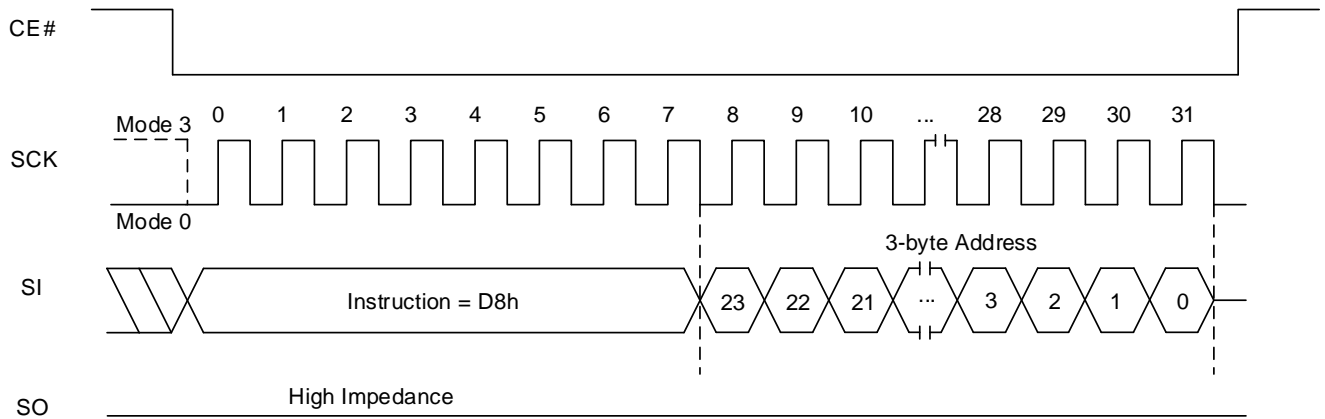 CE#
0 1 2 3 4 5 6 7 8 9 10 ... 28 29 30 31
Mode 3
SCK
Mode 0
3-byte Address
SI
Instruction = D8h 23 22 21 ... 3 2 1 0
High Impedance
SO